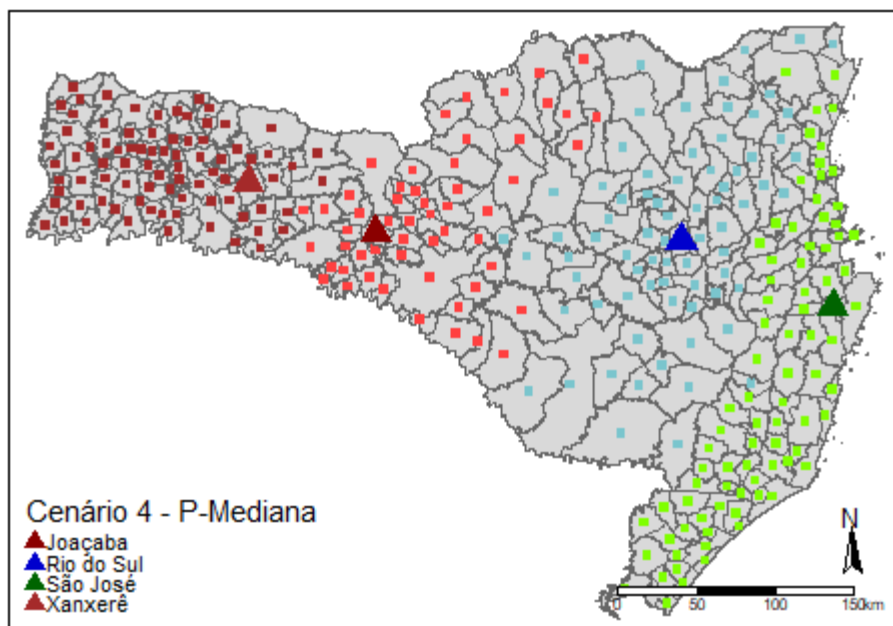 Cenário 4 - P-Mediana
Joaçaba
Rio do Sul
São José
Xanxerê
N
0 50 100 150km